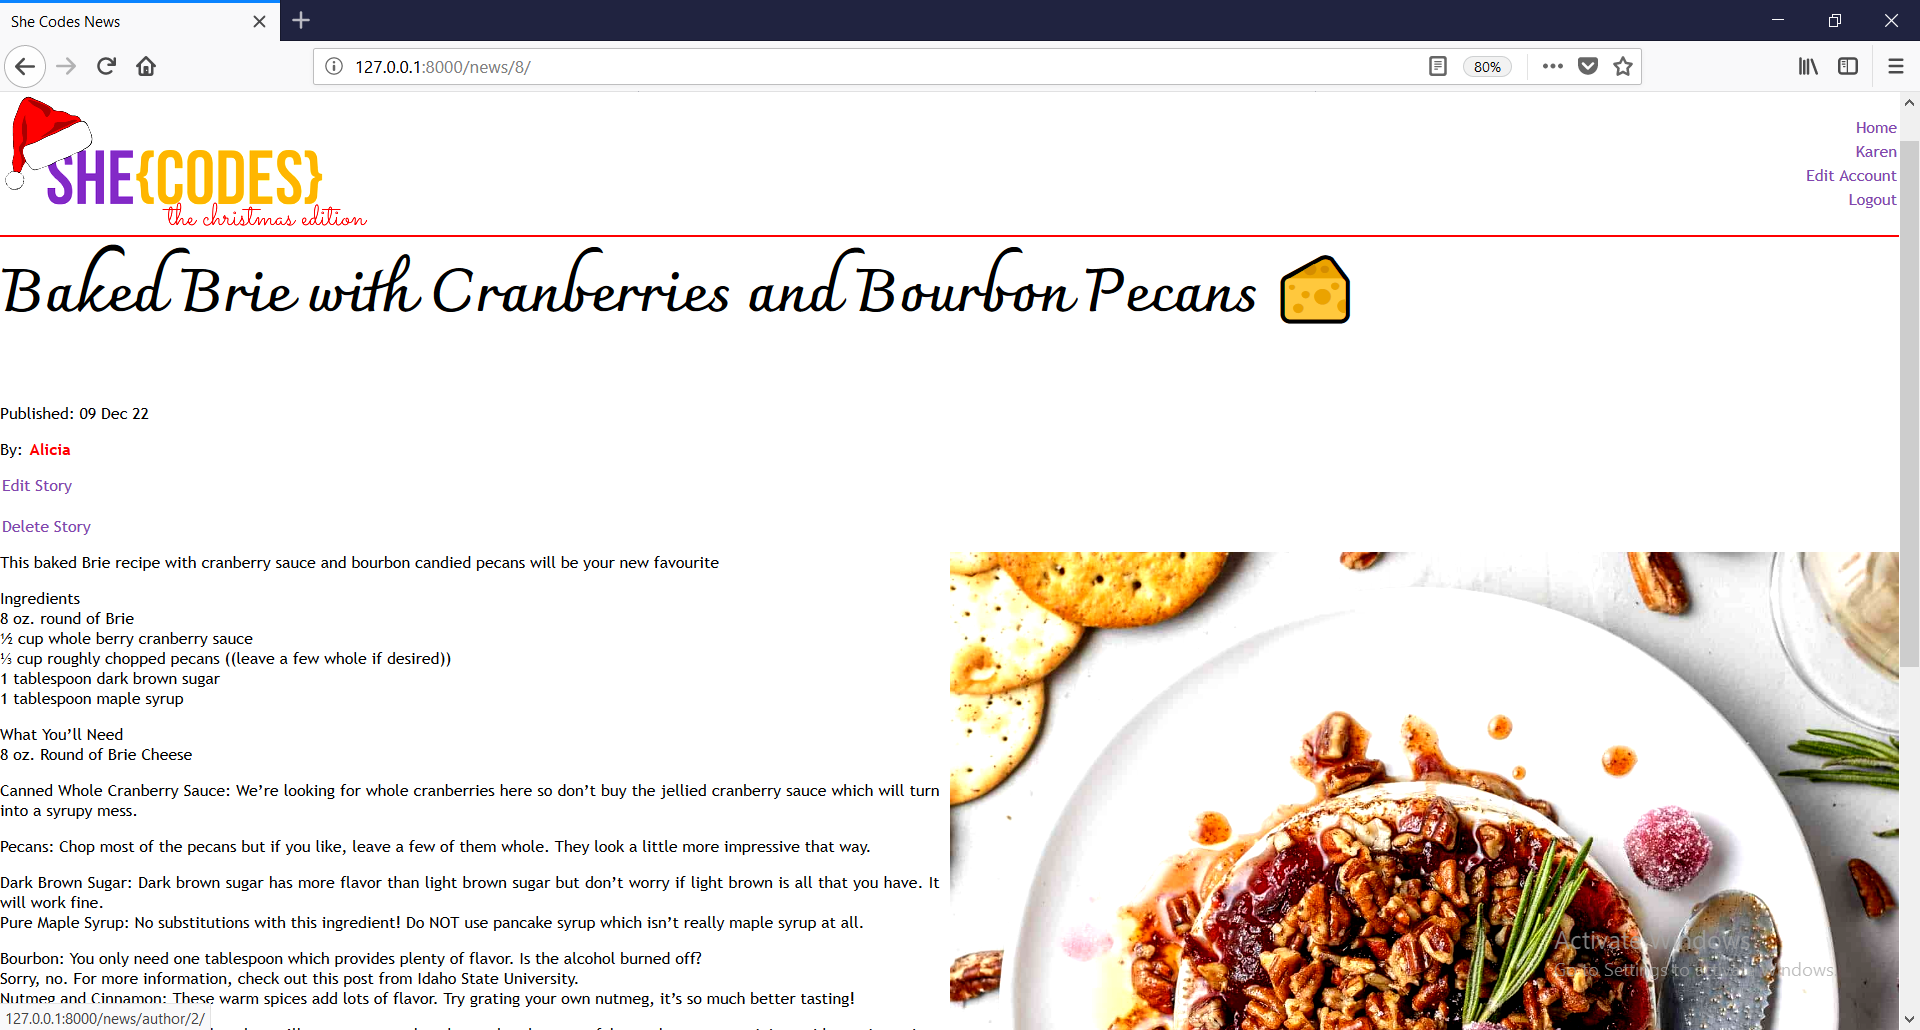 She Codes News
127.0.0.1:8000/news/8/
80%
SHE{CODES}
the christmas edition
Home
Karen
Edit Account
Logout
Baked Brie with Cranberries and Bourbon Pecans
Published: 09 Dec 22
By: Alicia
Edit Story
Delete Story
This baked Brie recipe with cranberry sauce and bourbon candied pecans will be your new favourite
Ingredients
8 oz. round of Brie
½ cup whole berry cranberry sauce
⅓ cup roughly chopped pecans ((leave a few whole if desired))
1 tablespoon dark brown sugar
1 tablespoon maple syrup
What You’ll Need
8 oz. Round of Brie Cheese
Canned Whole Cranberry Sauce: We’re looking for whole cranberries here so don’t buy the jellied cranberry sauce which will turn
into a syrupy mess.
Pecans: Chop most of the pecans but if you like, leave a few of them whole. They look a little more impressive that way.
Dark Brown Sugar: Dark brown sugar has more flavor than light brown sugar but don’t worry if light brown is all that you have. It
will work fine.
Pure Maple Syrup: No substitutions with this ingredient! Do NOT use pancake syrup which isn’t really maple syrup at all.
Bourbon: You only need one tablespoon which provides plenty of flavor. Is the alcohol burned off?
Sorry, no. For more information, check out this post from Idaho State University.
Nutmeg and Cinnamon: These warm spices add lots of flavor. Try grating your own nutmeg, it’s so much better tasting!
Activate Windows
Go to Settings to activate Windows.
127.0.0.1:8000/news/author/2/